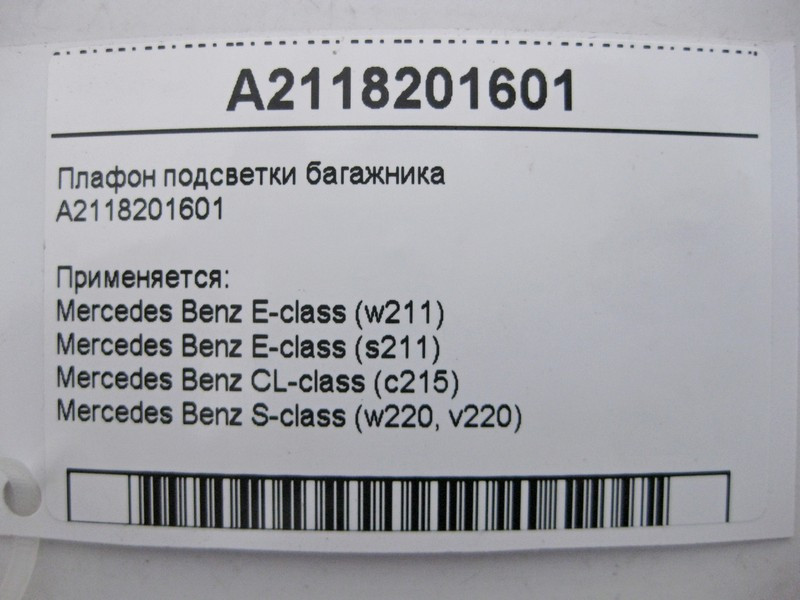 A2118201601
Плафон подсветки багажника
A2118201601
Применяется:
Mercedes Benz E-class (w211)
Mercedes Benz E-class (s211)
Mercedes Benz CL-class (c215)
Mercedes Benz S-class (w220, v220)